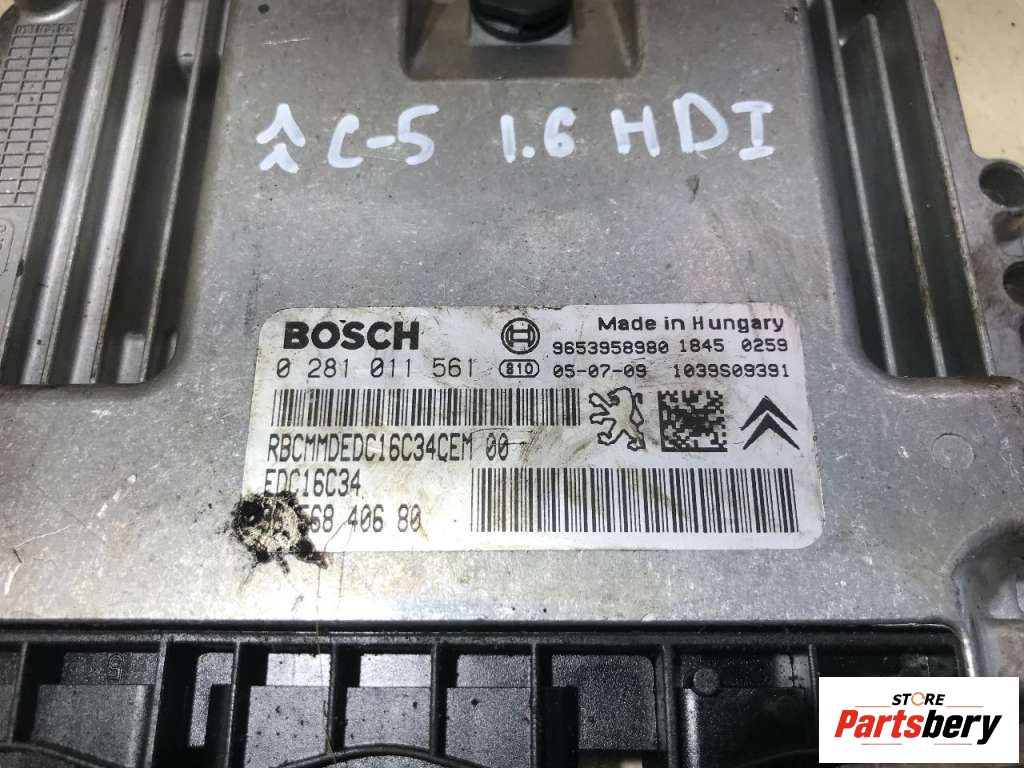 C-5 1.6 HDI
BOSCH
Made in Hungary
9653958980 1845 0259
0 281 011 561 810 05-07-09 1039S09391
RBCMMDEDC16C34CEM 00
EDC16C34
68 406 80
STORE
Partsbery